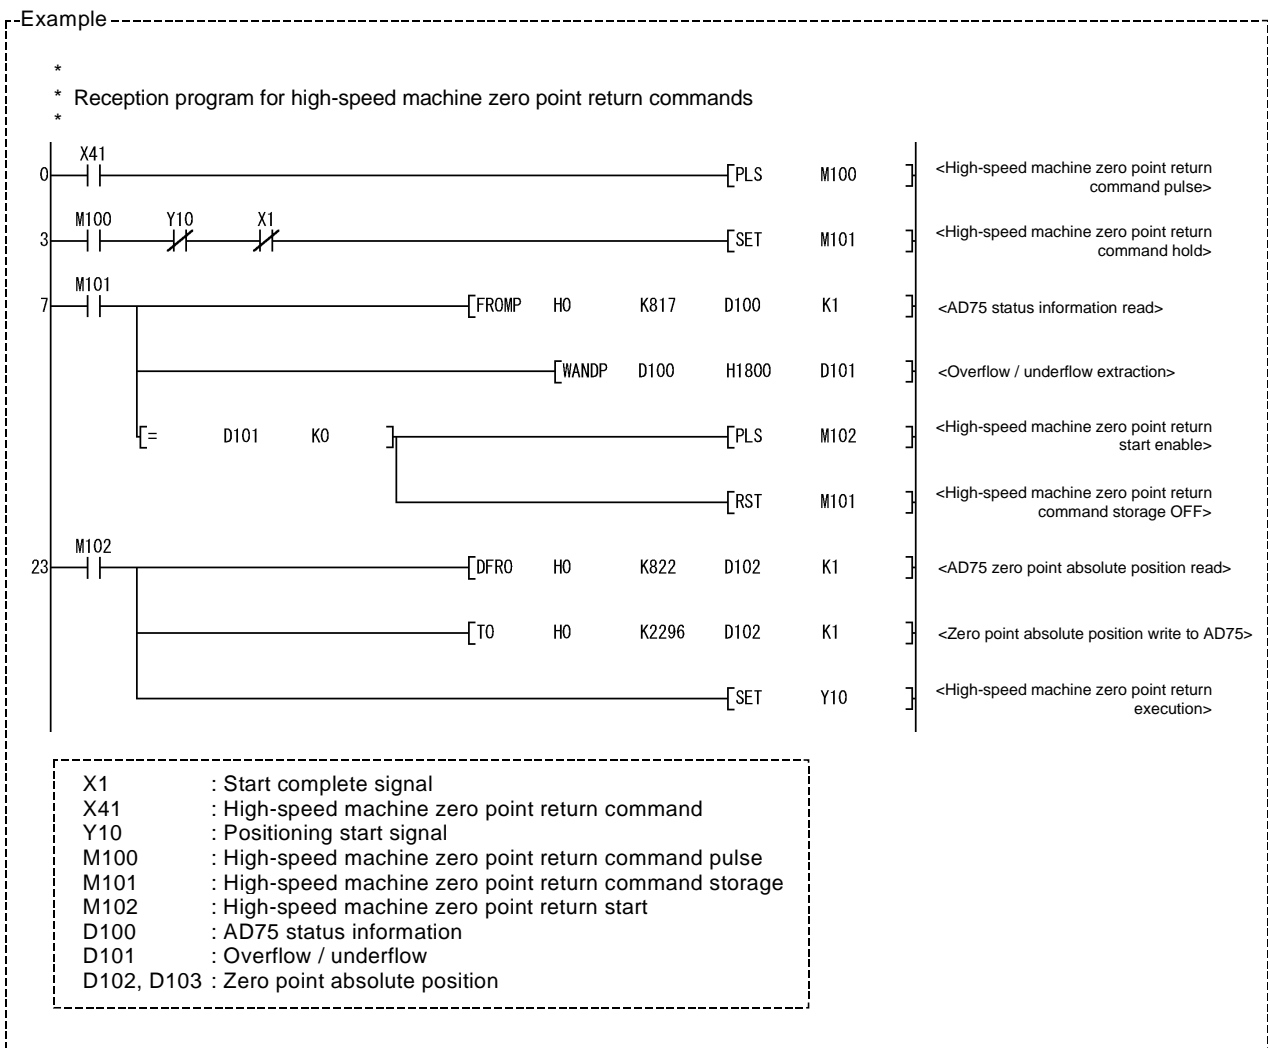 Example
*
* Reception program for high-speed machine zero point return commands
*
X41
0 [PLS M100 ] <High-speed machine zero point return
command pulse>
M100 Y10 X1
3 [SET M101 ] <High-speed machine zero point return
command hold>
M101
7 [FROMP H0 K817 D100 K1 ] <AD75 status information read>
[WANDP D100 H1800 D101 ] <Overflow / underflow extraction>
[= D101 K0 ] [PLS M102 ] <High-speed machine zero point return
start enable>
[RST M101 ] <High-speed machine zero point return
command storage OFF>
M102
23 [DFRO H0 K822 D102 K1 ] <AD75 zero point absolute position read>
[TO H0 K2296 D102 K1 ] <Zero point absolute position write to AD75>
[SET Y10 ] <High-speed machine zero point return
execution>
X1 : Start complete signal
X41 : High-speed machine zero point return command
Y10 : Positioning start signal
M100 : High-speed machine zero point return command pulse
M101 : High-speed machine zero point return command storage
M102 : High-speed machine zero point return start
D100 : AD75 status information
D101 : Overflow / underflow
D102, D103 : Zero point absolute position